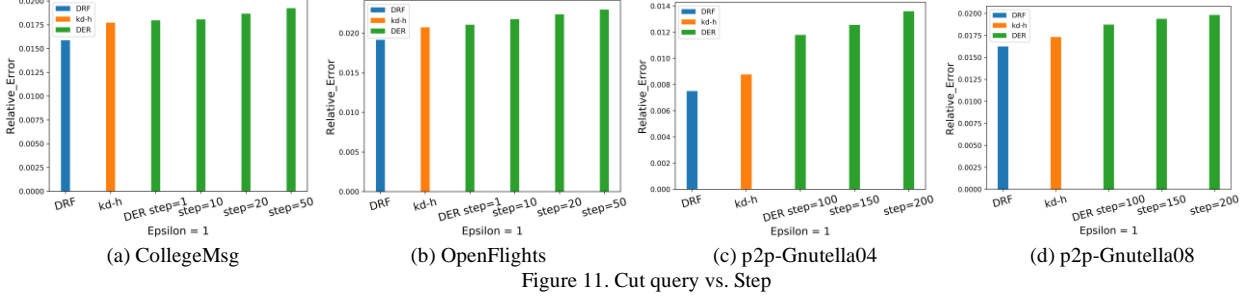 0.0200
0.0175
0.0150
0.0125
0.0100
0.0075
0.0050
0.0025
0.0000
Relative_Error
DRF
kd-h
DER
DRF
kd-h
DER step=1
step=10
step=20
step=50
Epsilon = 1
(a) CollegeMsg
0.020
0.015
0.010
0.005
0.000
Relative_Error
DRF
kd-h
DER
DRF
kd-h
DER step=1
step=10
step=20
step=50
Epsilon = 1
(b) OpenFlights
0.014
0.012
0.010
0.008
0.006
0.004
0.002
0.000
Relative_Error
DRF
kd-h
DER
DRF
kd-h
DER step=100
step=150
step=200
Epsilon = 1
(c) p2p-Gnutella04
0.0200
0.0175
0.0150
0.0125
0.0100
0.0075
0.0050
0.0025
0.0000
Relative_Error
DRF
kd-h
DER
DRF
kd-h
DER step=100
step=150
step=200
Epsilon = 1
(d) p2p-Gnutella08
Figure 11. Cut query vs. Step